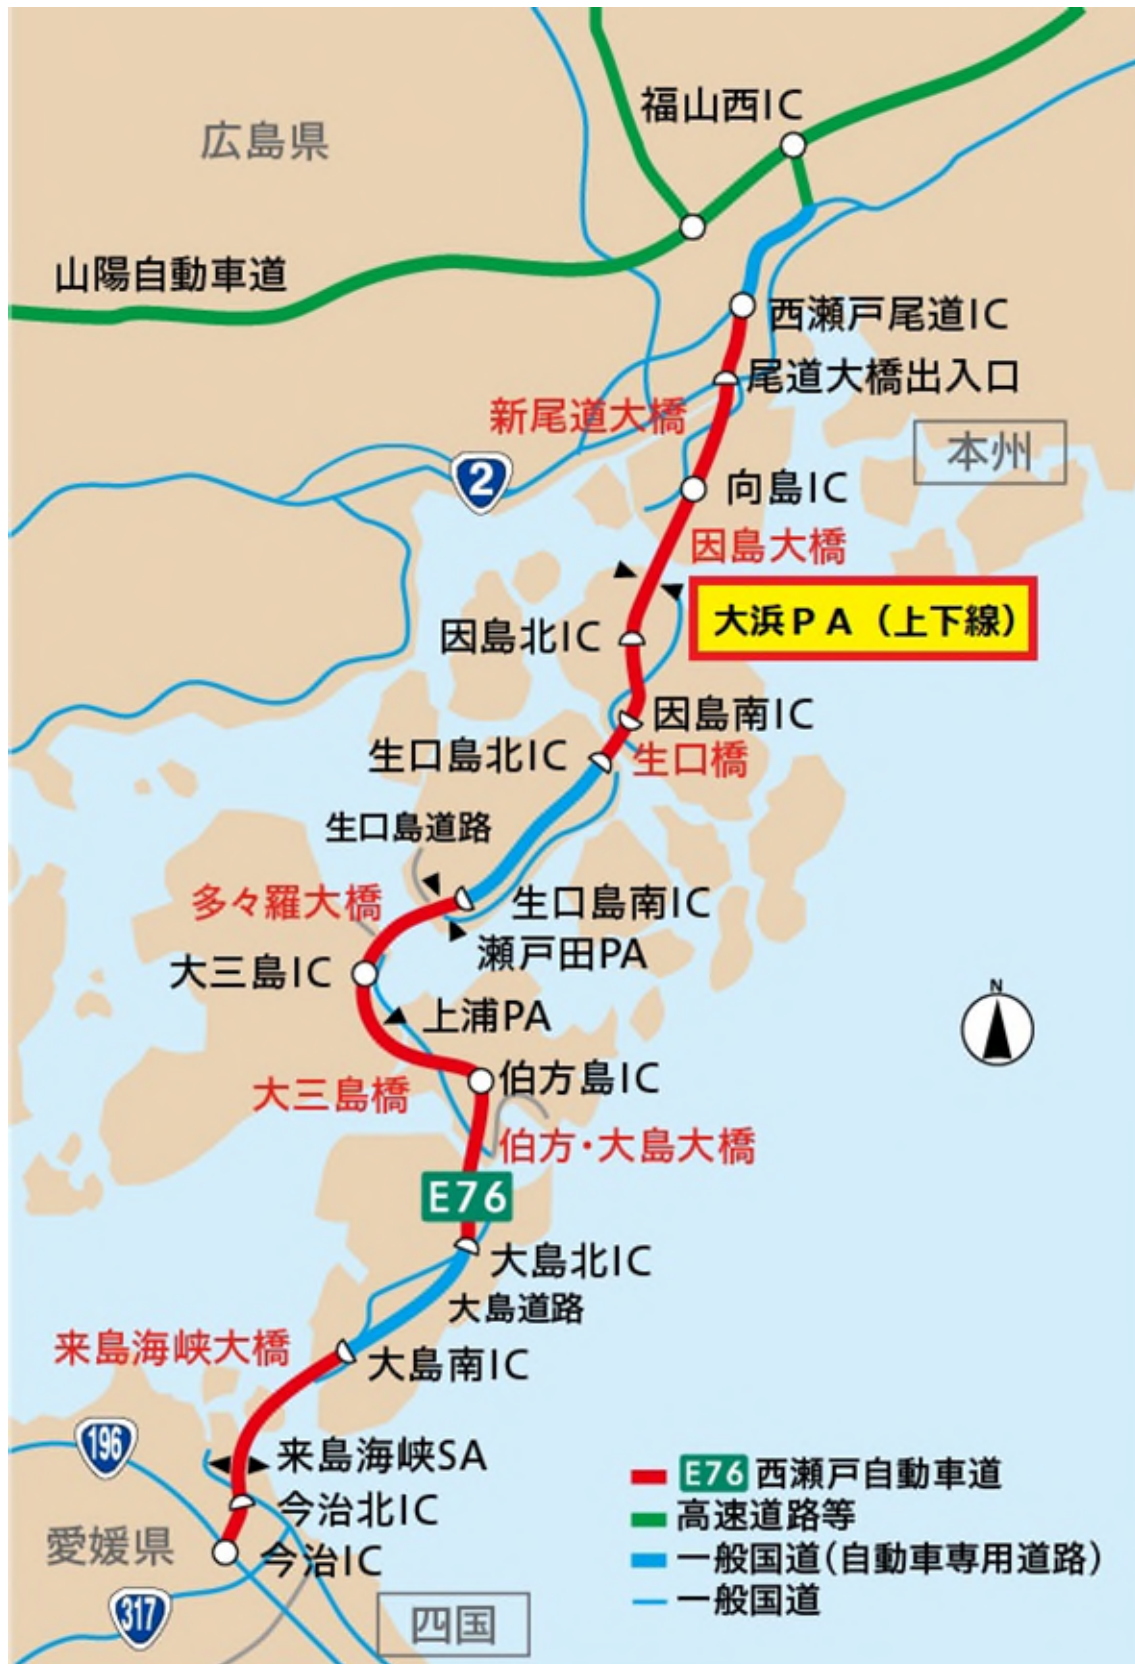 福山西IC
広島県
山陽自動車道
西瀬戸尾道IC
尾道大橋出入口
新尾道大橋
本州
2
向島IC
因島大橋
大浜PA（上下線）
因島北IC
因島南IC
生口島北IC
生口橋
生口島道路
多々羅大橋
生口島南IC
瀬戸田PA
大三島IC
N
上浦PA
伯方島IC
大三島橋
伯方・大島大橋
E76
大島北IC
大島道路
来島海峡大橋
大島南IC
196
来島海峡SA
今治北IC
愛媛県
今治IC
317
四国
E76 西瀬戸自動車道
高速道路等
一般国道(自動車専用道路)
一般国道